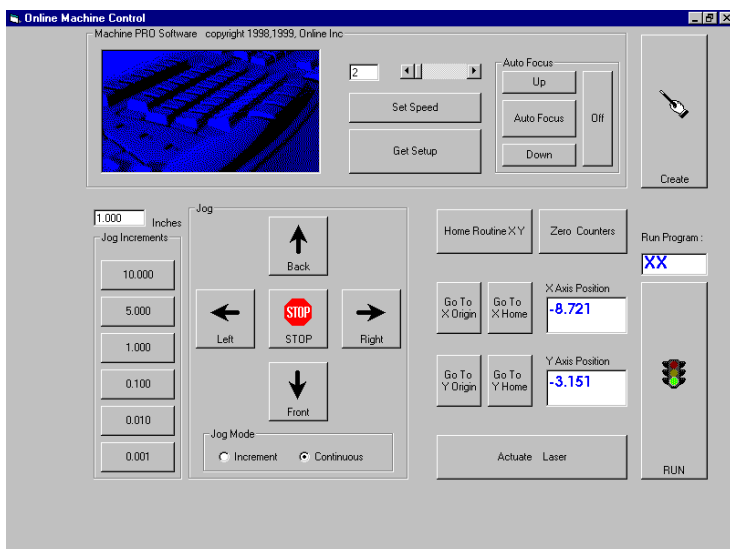 Online Machine Control
Machine PRO Software copyright 1998,1999, Online Inc
2
Set Speed
Get Setup
Auto Focus
Up
Auto Focus
Down
Off
Create
1.000 Inches
Jog Increments
10.000
5.000
1.000
0.100
0.010
0.001
Jog
Back
Left
STOP
STOP
Right
Front
Jog Mode
Increment
Continuous
Home Routine X Y
Zero Counters
Go To
X Origin
Go To
X Home
X Axis Position
-8.721
Go To
Y Origin
Go To
Y Home
Y Axis Position
-3.151
Actuate Laser
Run Program :
XX
RUN